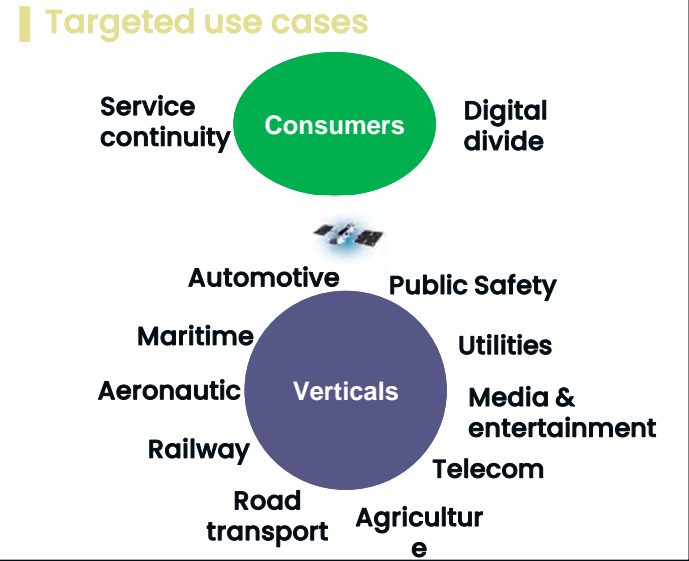 Targeted use cases
Service
continuity
Consumers
Digital
divide
Automotive
Public Safety
Maritime
Utilities
Aeronautic
Verticals
Media &
entertainment
Railway
Telecom
Road
transport
Agricultur
e